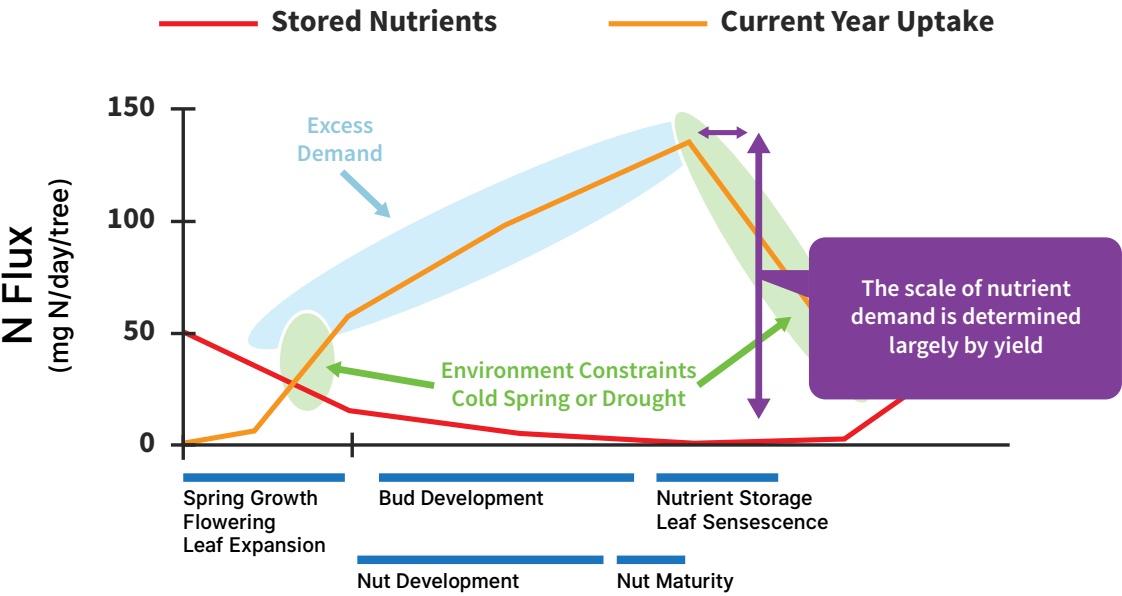 Stored Nutrients
Current Year Uptake
150
100
50
0
N Flux
(mg N/day/tree)
Excess
Demand
Environment Constraints
Cold Spring or Drought
The scale of nutrient
demand is determined
largely by yield
Spring Growth
Flowering
Leaf Expansion
Bud Development
Nutrient Storage
Leaf Sensescence
Nut Development
Nut Maturity